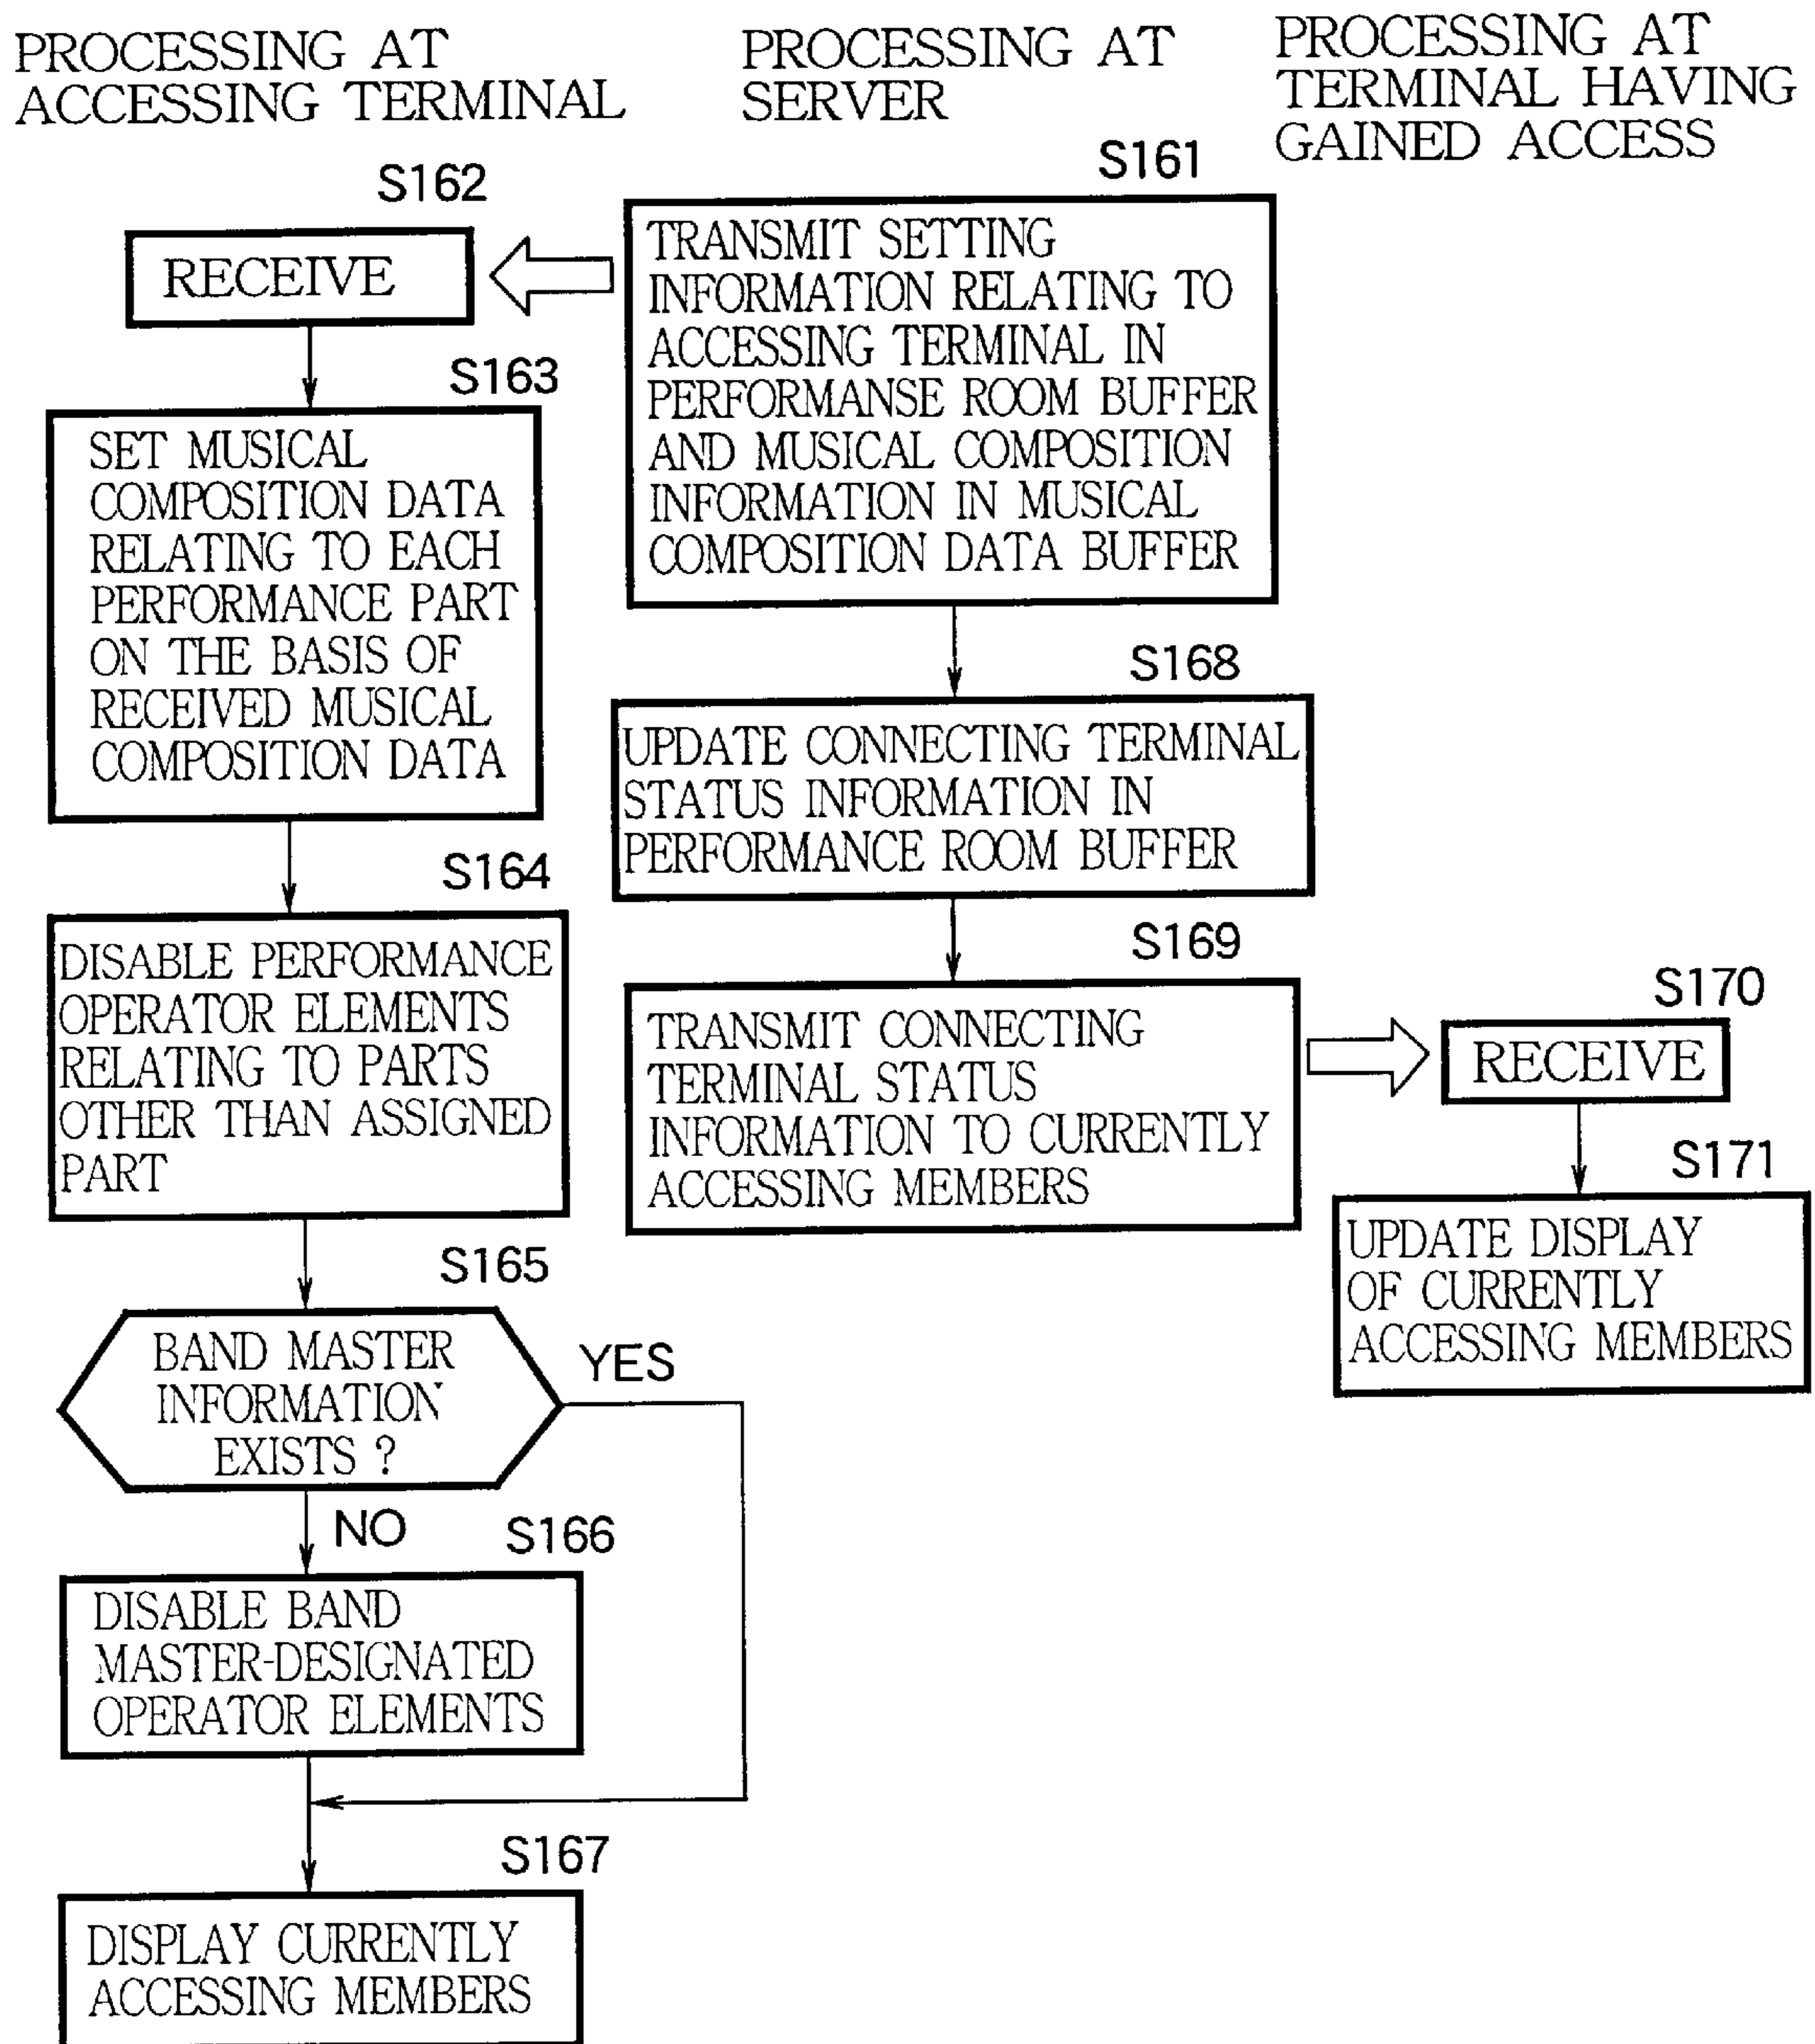 PROCESSING AT
ACCESSING TERMINAL
PROCESSING AT
SERVER
PROCESSING AT
TERMINAL HAVING
GAINED ACCESS
S161
TRANSMIT SETTING
INFORMATION RELATING TO
ACCESSING TERMINAL IN
PERFORMANSE ROOM BUFFER
AND MUSICAL COMPOSITION
INFORMATION IN MUSICAL
COMPOSITION DATA BUFFER
S162
RECEIVE
S163
SET MUSICAL
COMPOSITION DATA
RELATING TO EACH
PERFORMANCE PART
ON THE BASIS OF
RECEIVED MUSICAL
COMPOSITION DATA
S164
DISABLE PERFORMANCE
OPERATOR ELEMENTS
RELATING TO PARTS
OTHER THAN ASSIGNED
PART
S165
BAND MASTER
INFORMATION
EXISTS ?
YES
NO
S166
DISABLE BAND
MASTER-DESIGNATED
OPERATOR ELEMENTS
S167
DISPLAY CURRENTLY
ACCESSING MEMBERS
S168
UPDATE CONNECTING TERMINAL
STATUS INFORMATION IN
PERFORMANCE ROOM BUFFER
S169
TRANSMIT CONNECTING
TERMINAL STATUS
INFORMATION TO CURRENTLY
ACCESSING MEMBERS
S170
RECEIVE
S171
UPDATE DISPLAY
OF CURRENTLY
ACCESSING MEMBERS